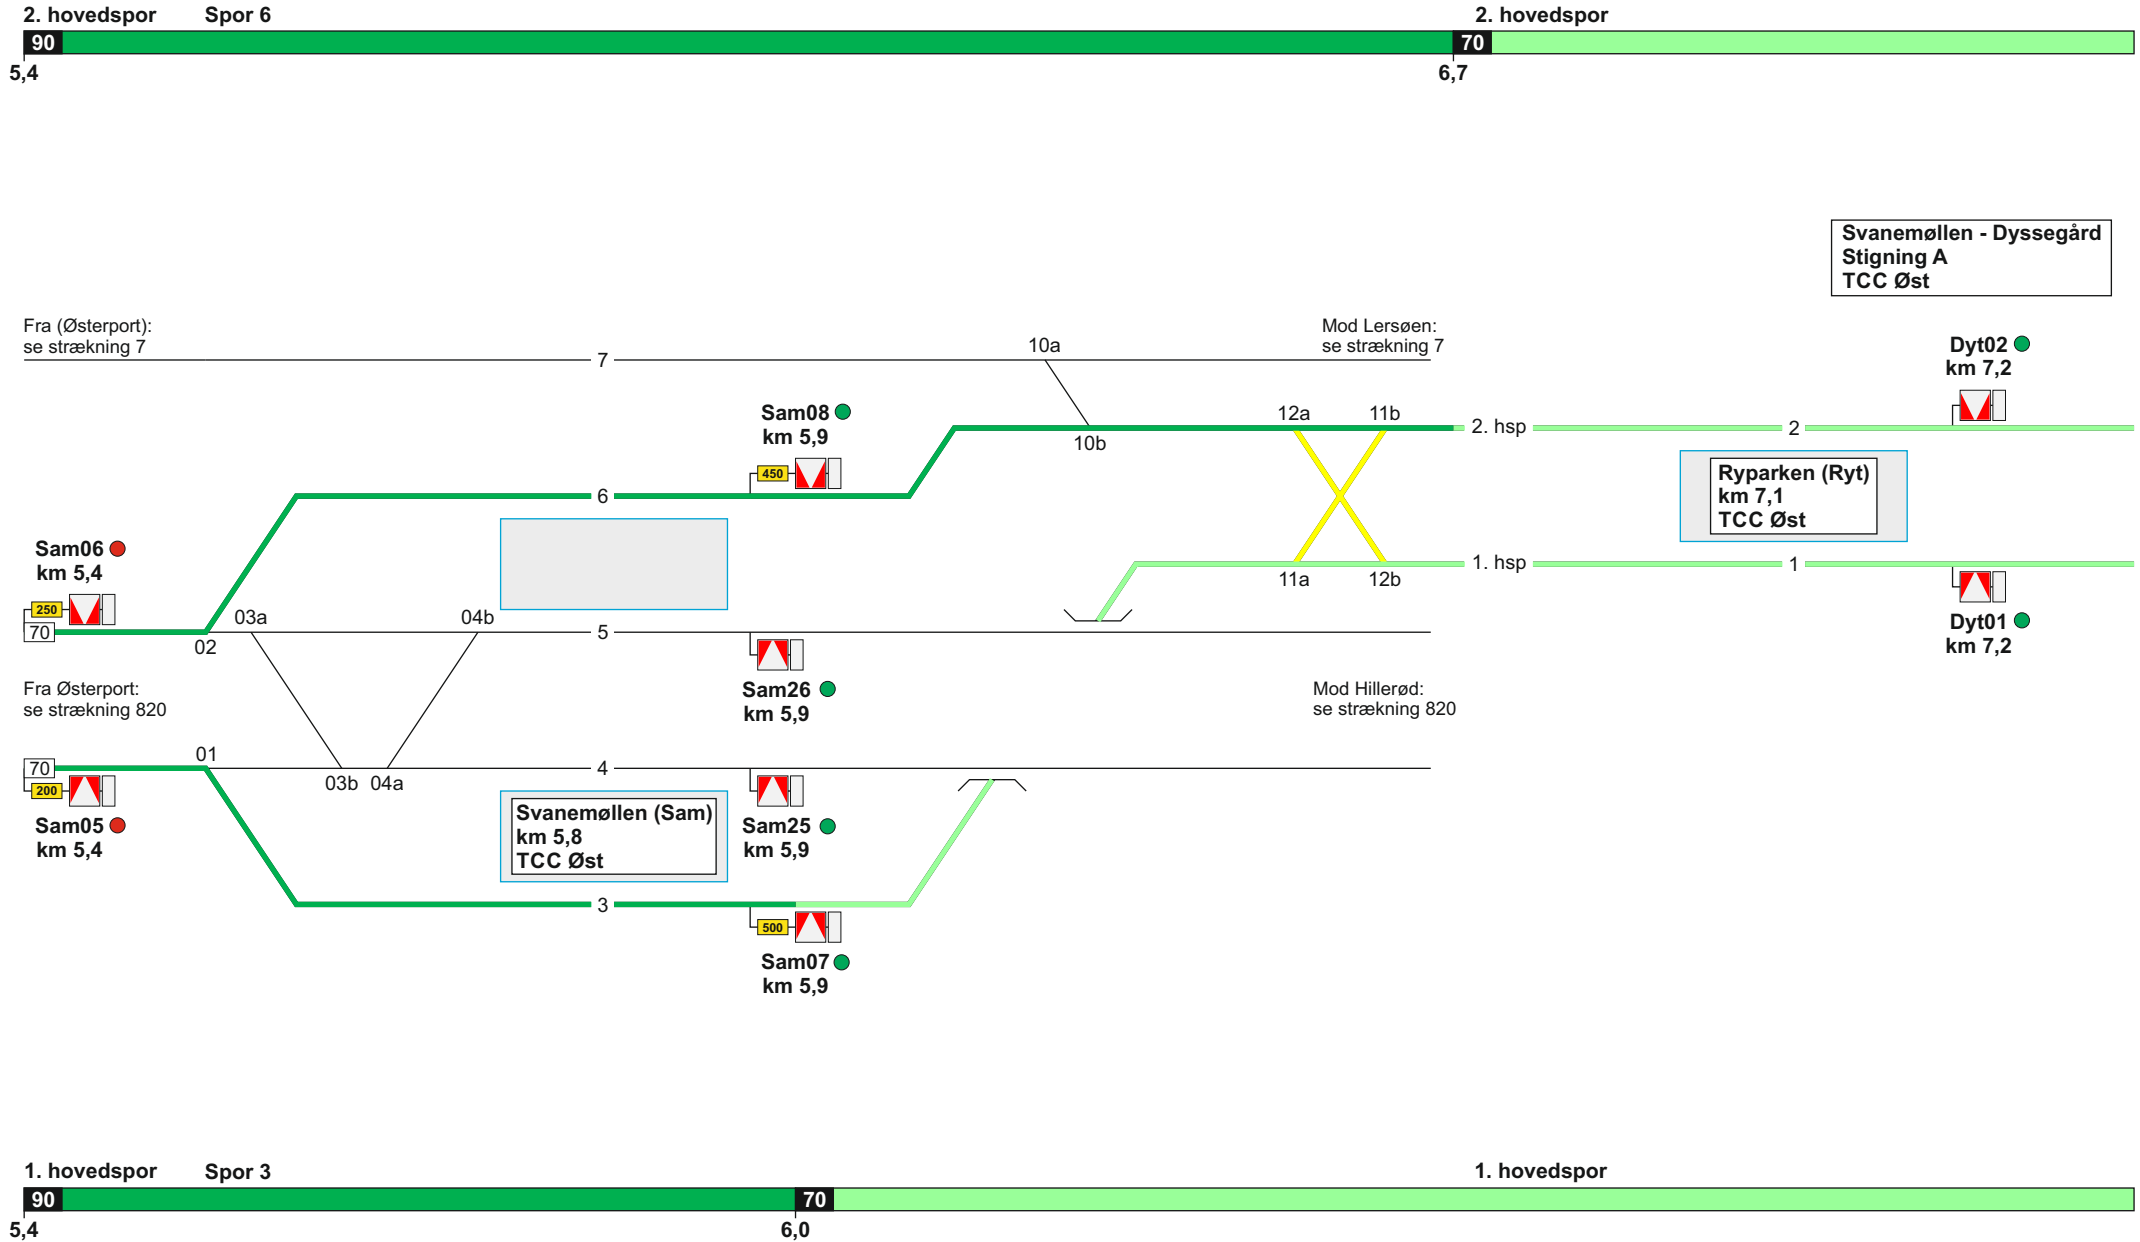 2. hovedspor Spor 6 2. hovedspor
90 70
5,4 6,7
Svanemøllen - Dyssegård
Stigning A
TCC Øst
Fra (Østerport):
se strækning 7
7
10a
Mod Lersøen:
se strækning 7
Dyt02
km 7,2
Sam08
km 5,9
450
10b
12a 11b
2. hsp
2
6
Ryparken (Ryt)
km 7,1
TCC Øst
Sam06
km 5,4
250
70
02
03a
04b
5
11a 12b
1. hsp
1
Dyt01
km 7,2
Fra Østerport:
se strækning 820
Sam26
km 5,9
Mod Hillerød:
se strækning 820
01
70
200
03b 04a
4
Sam05
km 5,4
Svanemøllen (Sam)
km 5,8
TCC Øst
Sam25
km 5,9
3
500
Sam07
km 5,9
1. hovedspor Spor 3 1. hovedspor
90 70
5,4 6,0